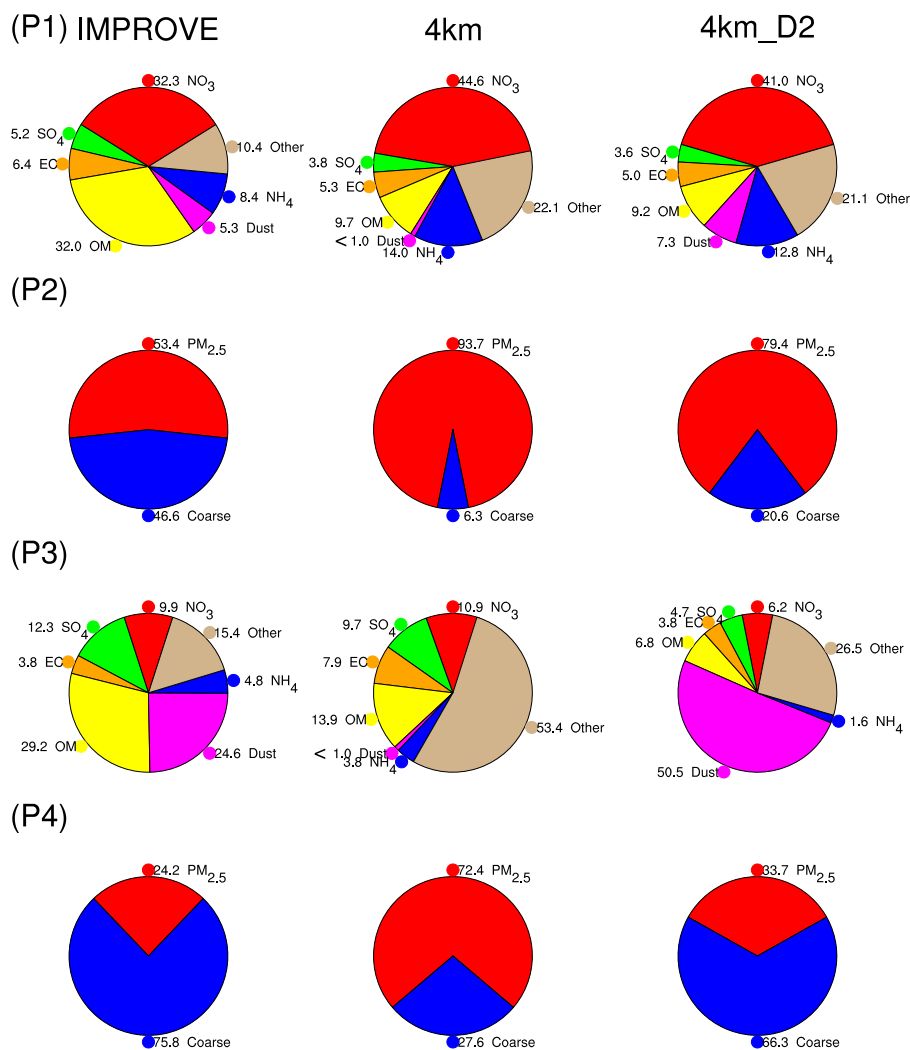 (P1) IMPROVE 4km 4km_D2
32.3 NO3 44.6 NO3 41.0 NO3
5.2 SO4 10.4 Other 3.8 SO4 3.6 SO4
6.4 EC 5.3 EC 5.0 EC
8.4 NH4 22.1 Other 21.1 Other
5.3 Dust 9.7 OM 9.2 OM
32.0 OM < 1.0 Dust 7.3 Dust
14.0 NH4 12.8 NH4
(P2)
53.4 PM2.5 93.7 PM2.5 79.4 PM2.5
46.6 Coarse 6.3 Coarse 20.6 Coarse
(P3)
9.9 NO3 10.9 NO3 6.2 NO3
12.3 SO4 15.4 Other 9.7 SO4 4.7 SO4
3.8 EC 7.9 EC 3.8 EC
4.8 NH4 6.8 OM 26.5 Other
29.2 OM 13.9 OM 53.4 Other 1.6 NH4
24.6 Dust < 1.0 Dust
3.8 NH4 50.5 Dust
(P4)
24.2 PM2.5 72.4 PM2.5 33.7 PM2.5
75.8 Coarse 27.6 Coarse 66.3 Coarse